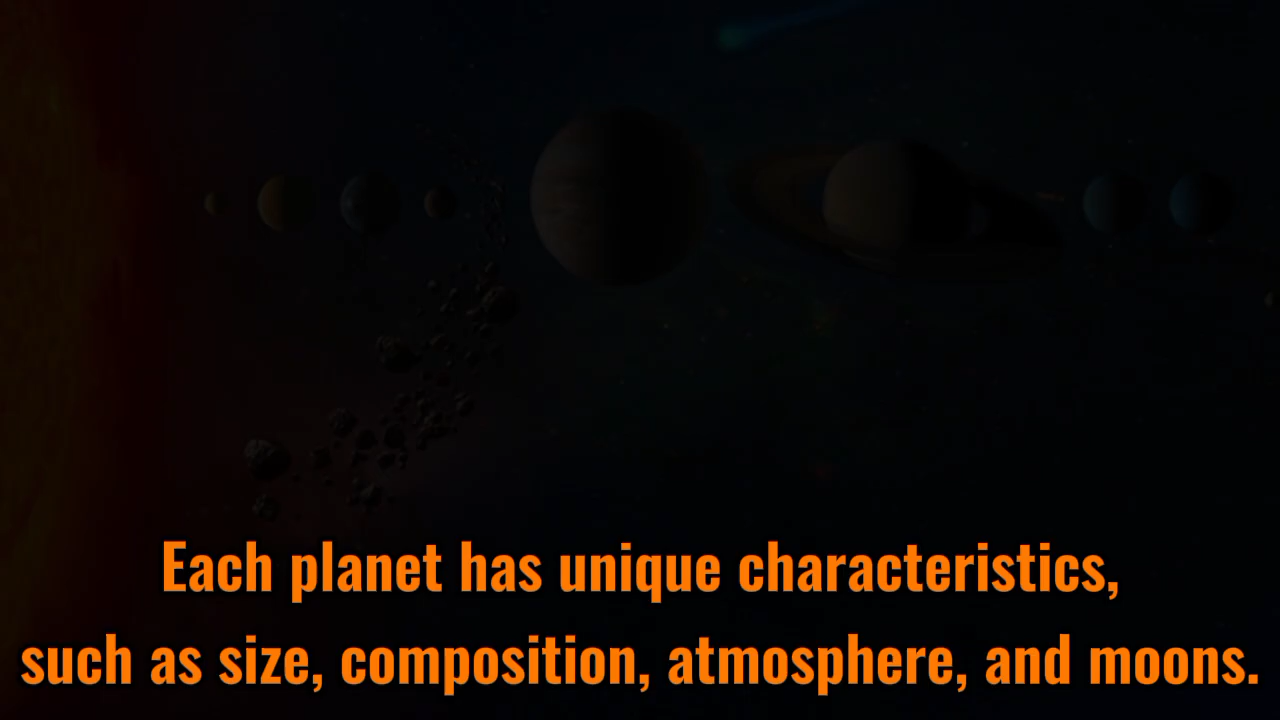 Each planet has unique characteristics,
such as size, composition, atmosphere, and moons.